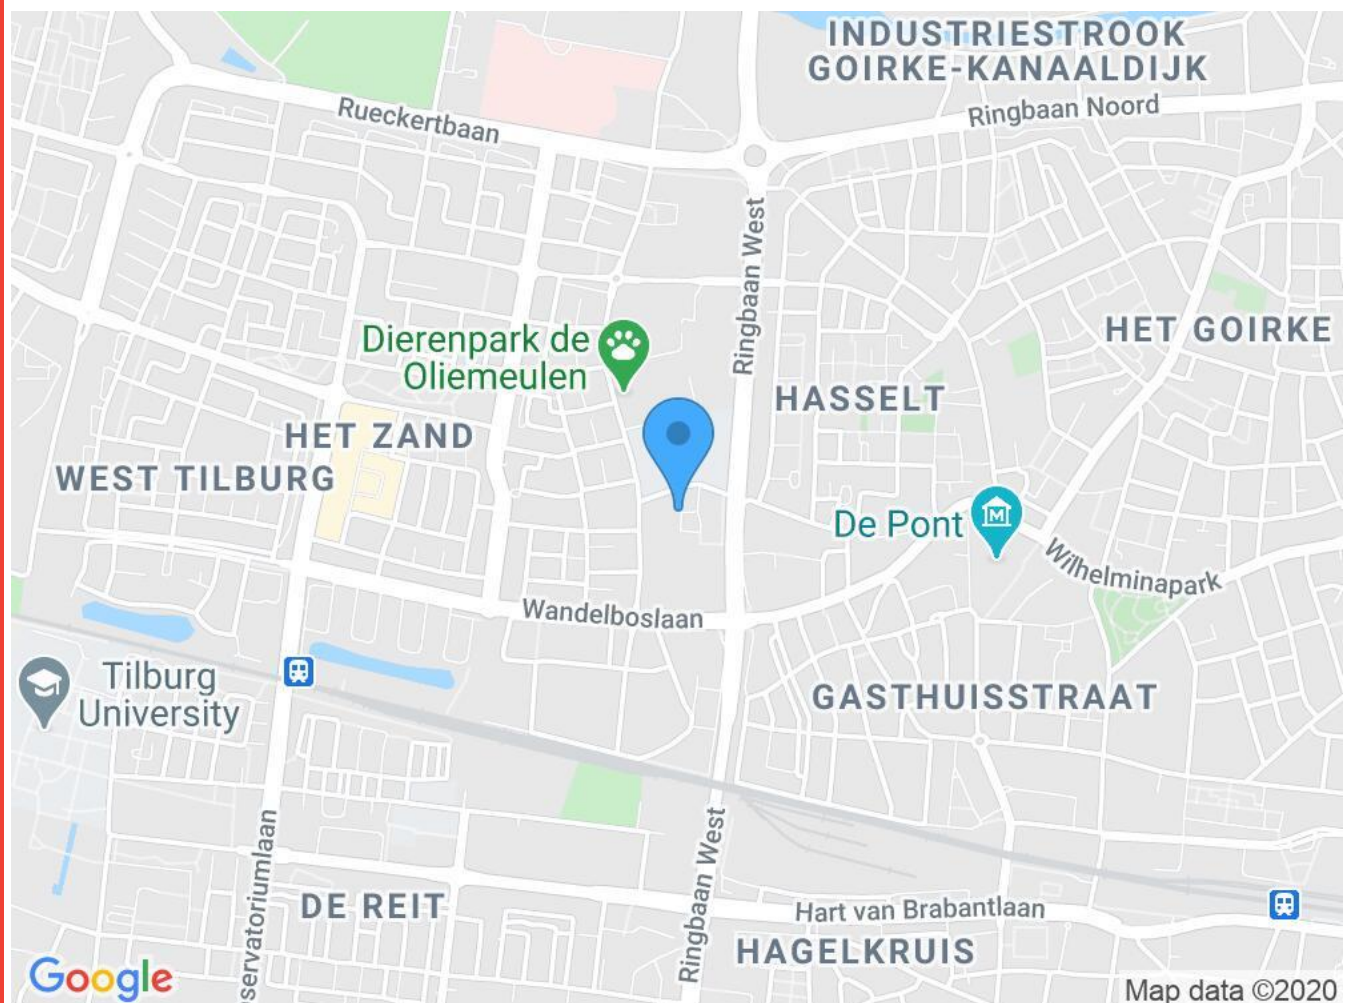 INDUSTRIESTROOK
GOIRKE-KANAALDIJK
Rueckertbaan
Ringbaan Noord
Ringbaan West
Dierenpark de
Oliemeulen
HET GOIRKE
HASSELT
HET ZAND
WEST TILBURG
De Pont
M
Wilhelminapark
Wandelboslaan
Tilburg
University
GASTHUISSTRAAT
Ringbaan West
servatoriumlaan
DE REIT
Hart van Brabantlaan
HAGELKRUIS
Google
Map data ©2020